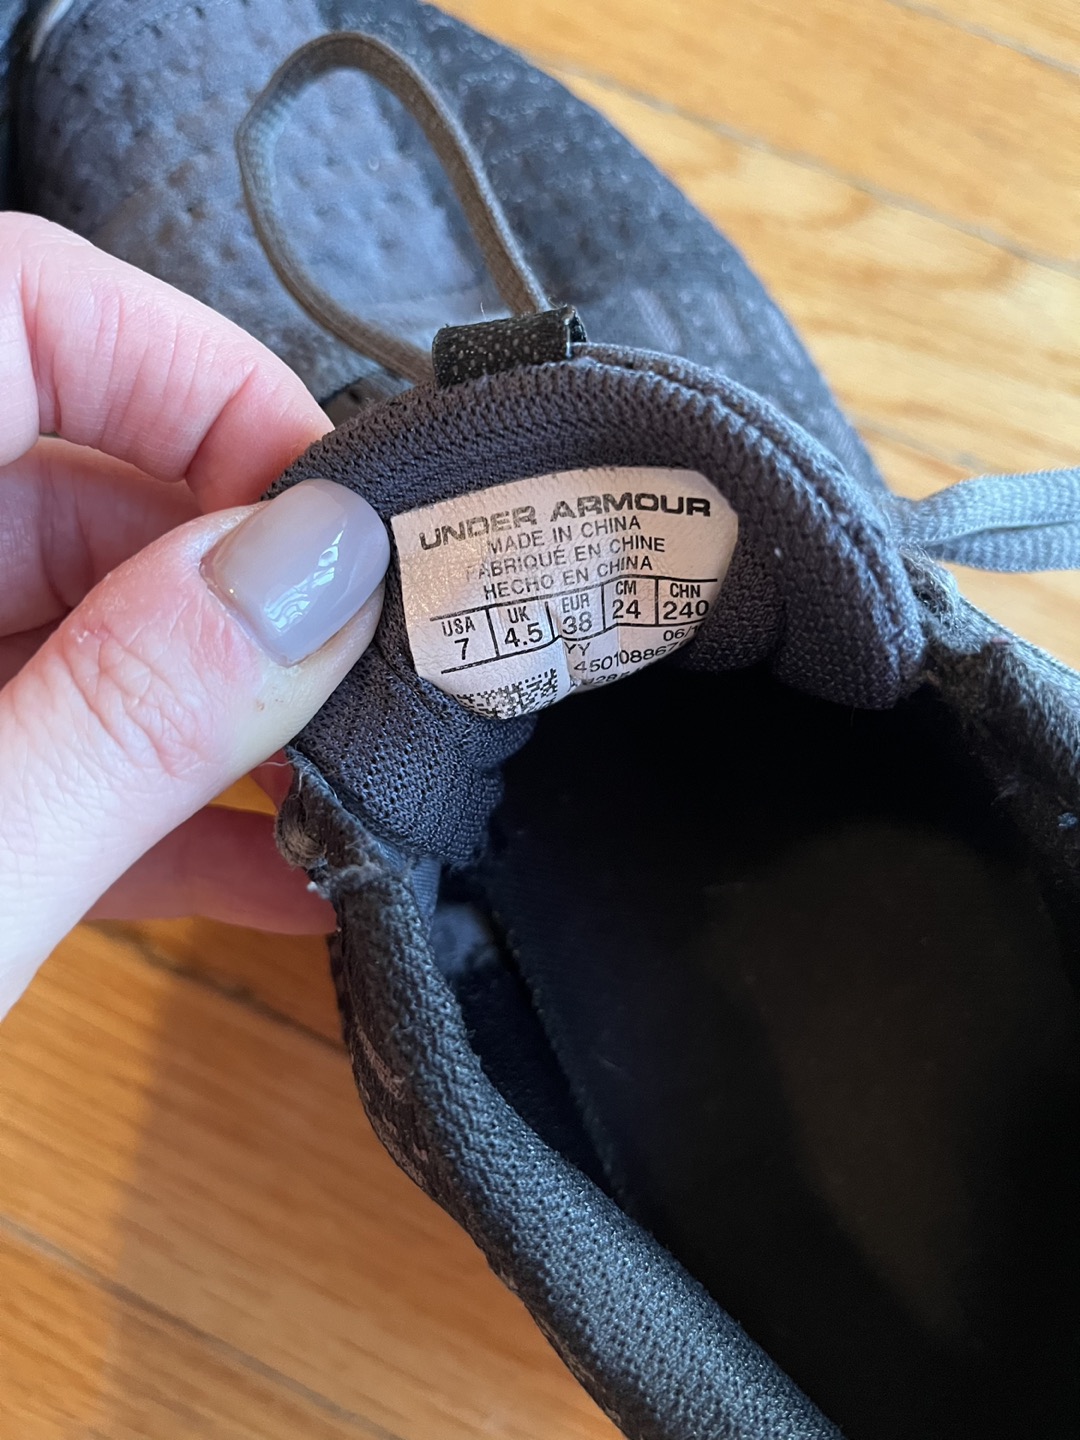 UNDER ARMOUR
MADE IN CHINA
FABRIQUÉ EN CHINE
HECHO EN CHINA
USA UK EUR CM CHN
7 4.5 38 24 240
YY